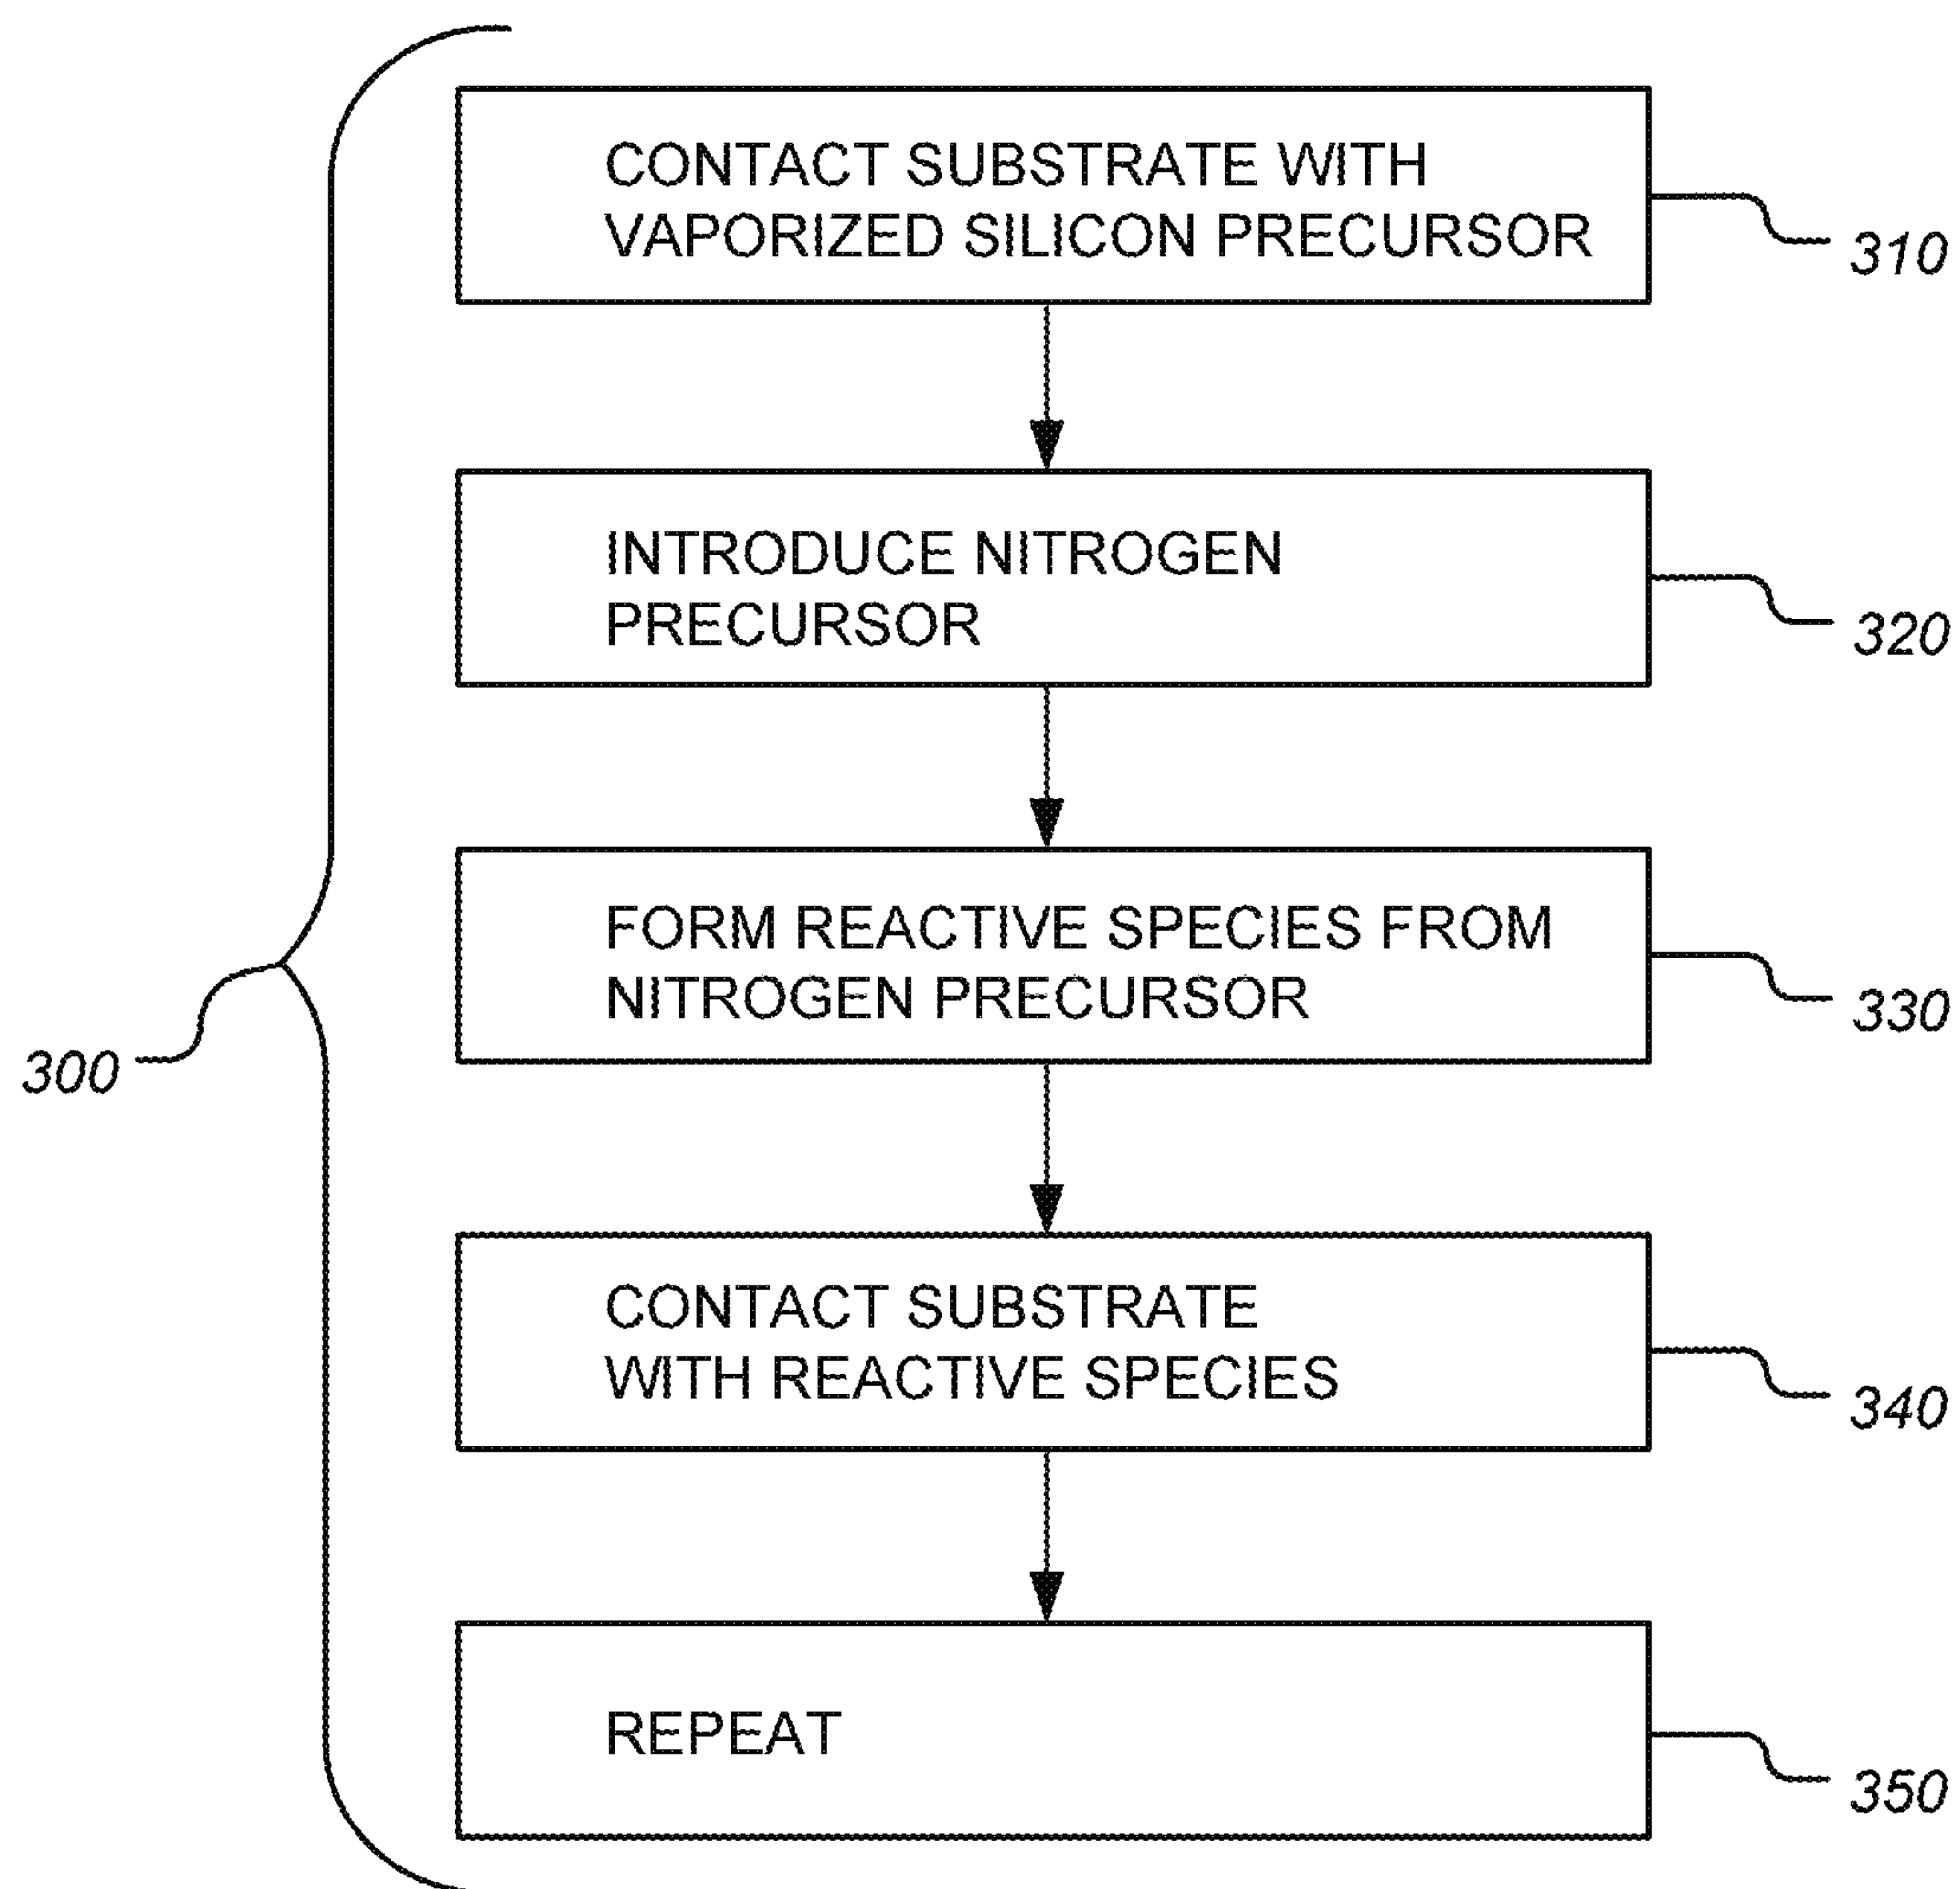 CONTACT SUBSTRATE WITH
VAPORIZED SILICON PRECURSOR
310
INTRODUCE NITROGEN
PRECURSOR
320
FORM REACTIVE SPECIES FROM
NITROGEN PRECURSOR
330
300
CONTACT SUBSTRATE
WITH REACTIVE SPECIES
340
REPEAT
350